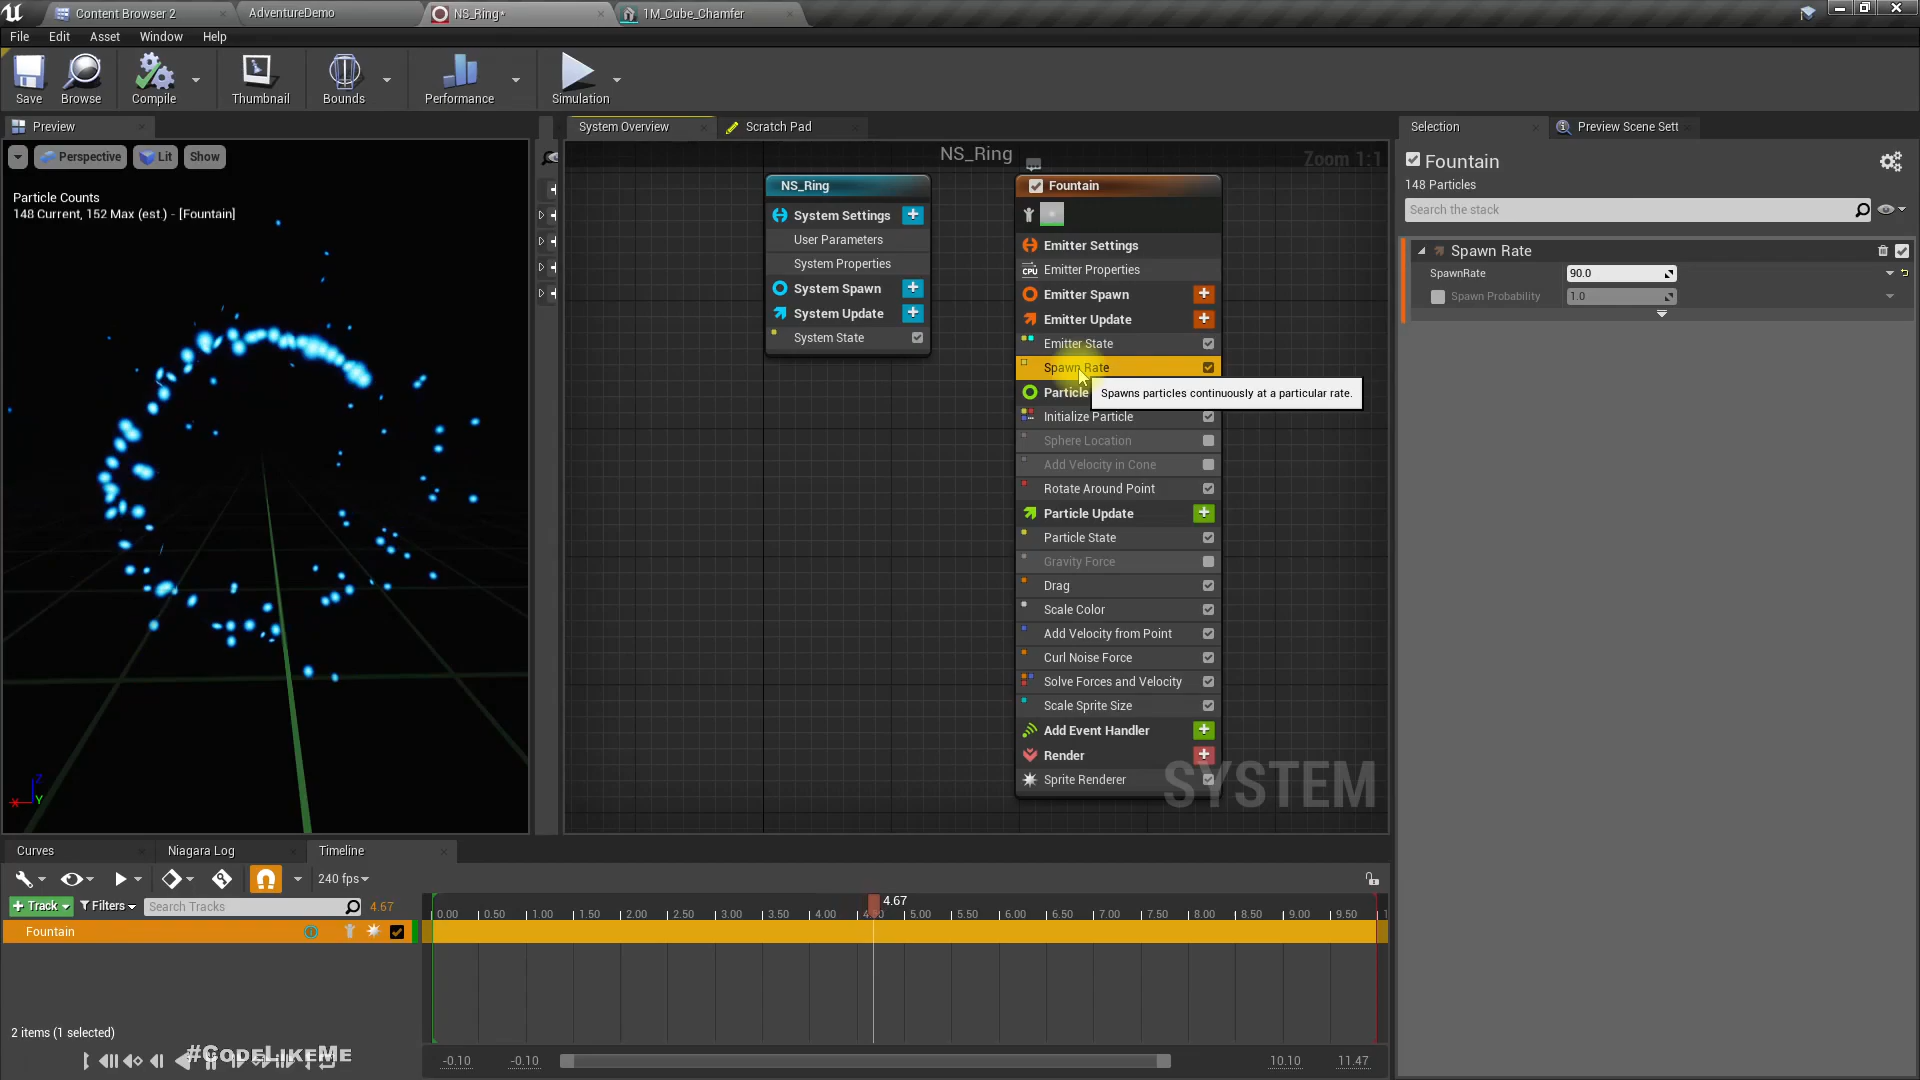 Content Browser 2
AdventureDemo
NS_Ring*
1M_Cube_Chamfer
File Edit Asset Window Help
Save Browse Compile Thumbnail Bounds Performance Simulation
Preview
System Overview
Scratch Pad
Selection
Preview Scene Sett
Perspective Lit Show
Particle Counts
148 Current, 152 Max (est.) - [Fountain]
NS_Ring
Zoom 1:1
NS_Ring
System Settings
User Parameters
System Properties
System Spawn
System Update
System State
Fountain
Emitter Settings
CPU Emitter Properties
Emitter Spawn
Emitter Update
Emitter State
Spawn Rate
Particle
Spawns particles continuously at a particular rate.
Initialize Particle
Sphere Location
Add Velocity in Cone
Rotate Around Point
Particle Update
Particle State
Gravity Force
Drag
Scale Color
Add Velocity from Point
Curl Noise Force
Solve Forces and Velocity
Scale Sprite Size
Add Event Handler
Render
Sprite Renderer
SYSTEM
Fountain
148 Particles
Search the stack
Spawn Rate
SpawnRate 90.0
Spawn Probability 1.0
Z
X Y
Curves
Niagara Log
Timeline
240 fps
+ Track Filters Search Tracks 4.67
4.67
0.00 0.50 1.00 1.50 2.00 2.50 3.00 3.50 4.00 4.50 5.00 5.50 6.00 6.50 7.00 7.50 8.00 8.50 9.00 9.50
Fountain
2 items (1 selected)
#CodeLikeMe
-0.10 -0.10 10.10 11.47